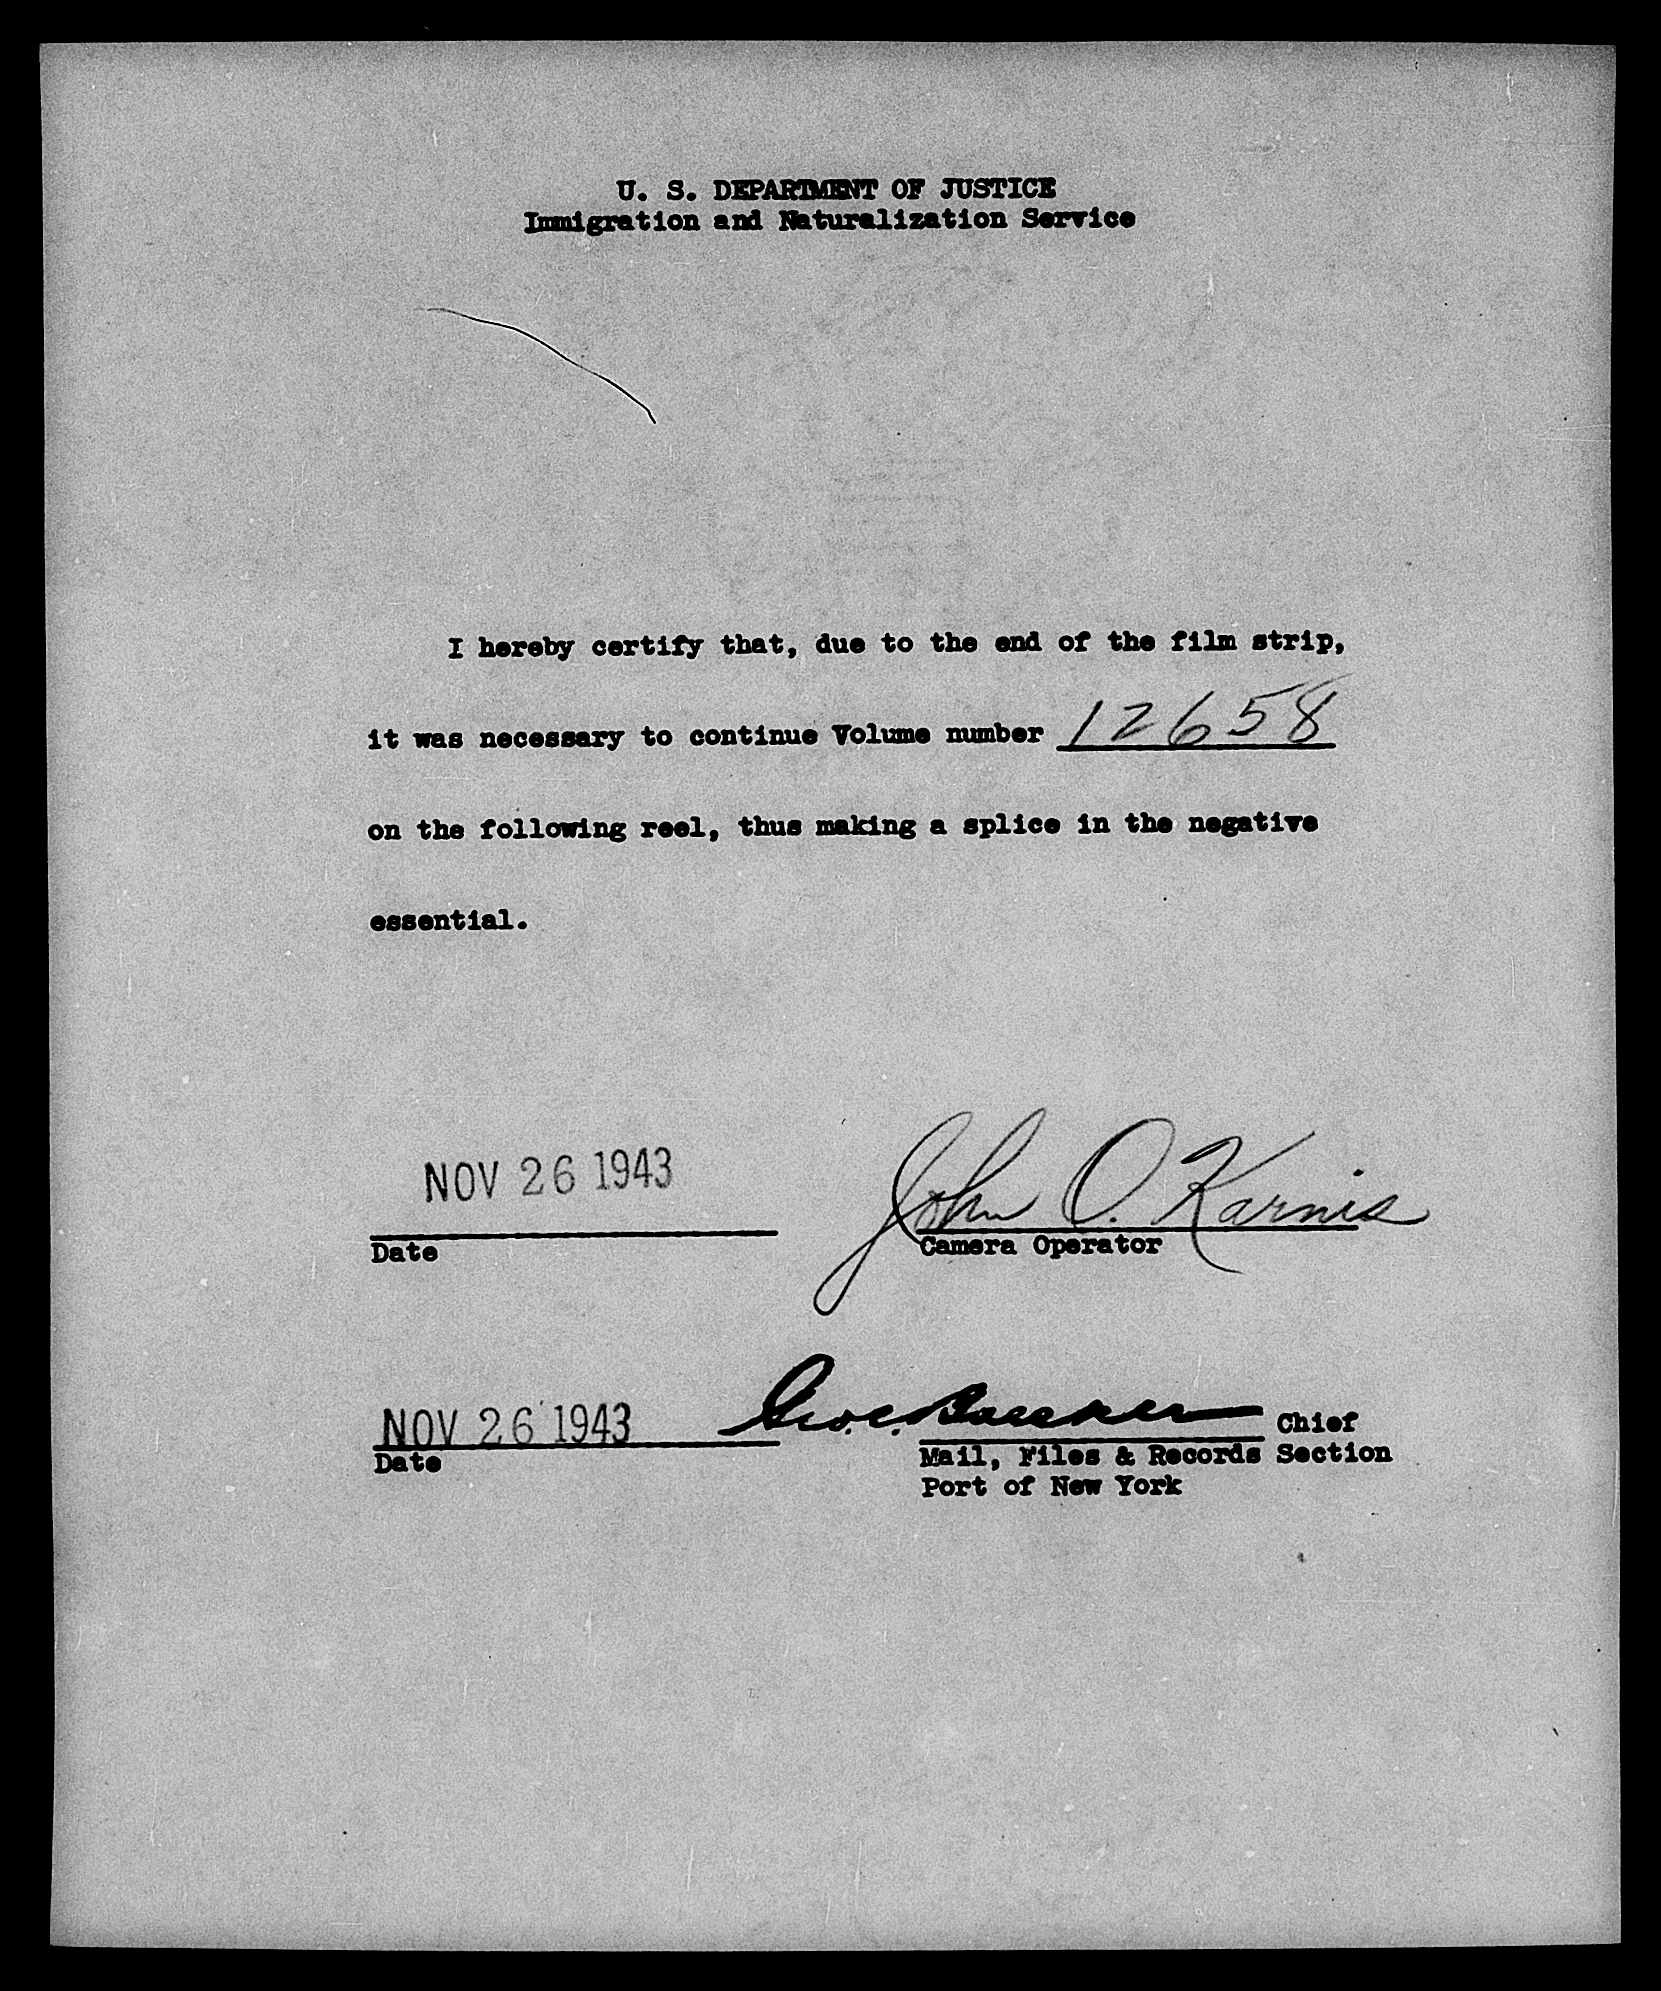 U. S. DEPARTMENT OF JUSTICE
Immigration and Naturalization Service
I hereby certify that, due to the end of the film strip,
it was necessary to continue Volume number 12658
on the following reel, thus making a splice in the negative
essential.
NOV 26 1943 John O. Karnis
Date Camera Operator
NOV 26 1943 Geo. C. Chief
Date Mail, Files & Records Section
Port of New York